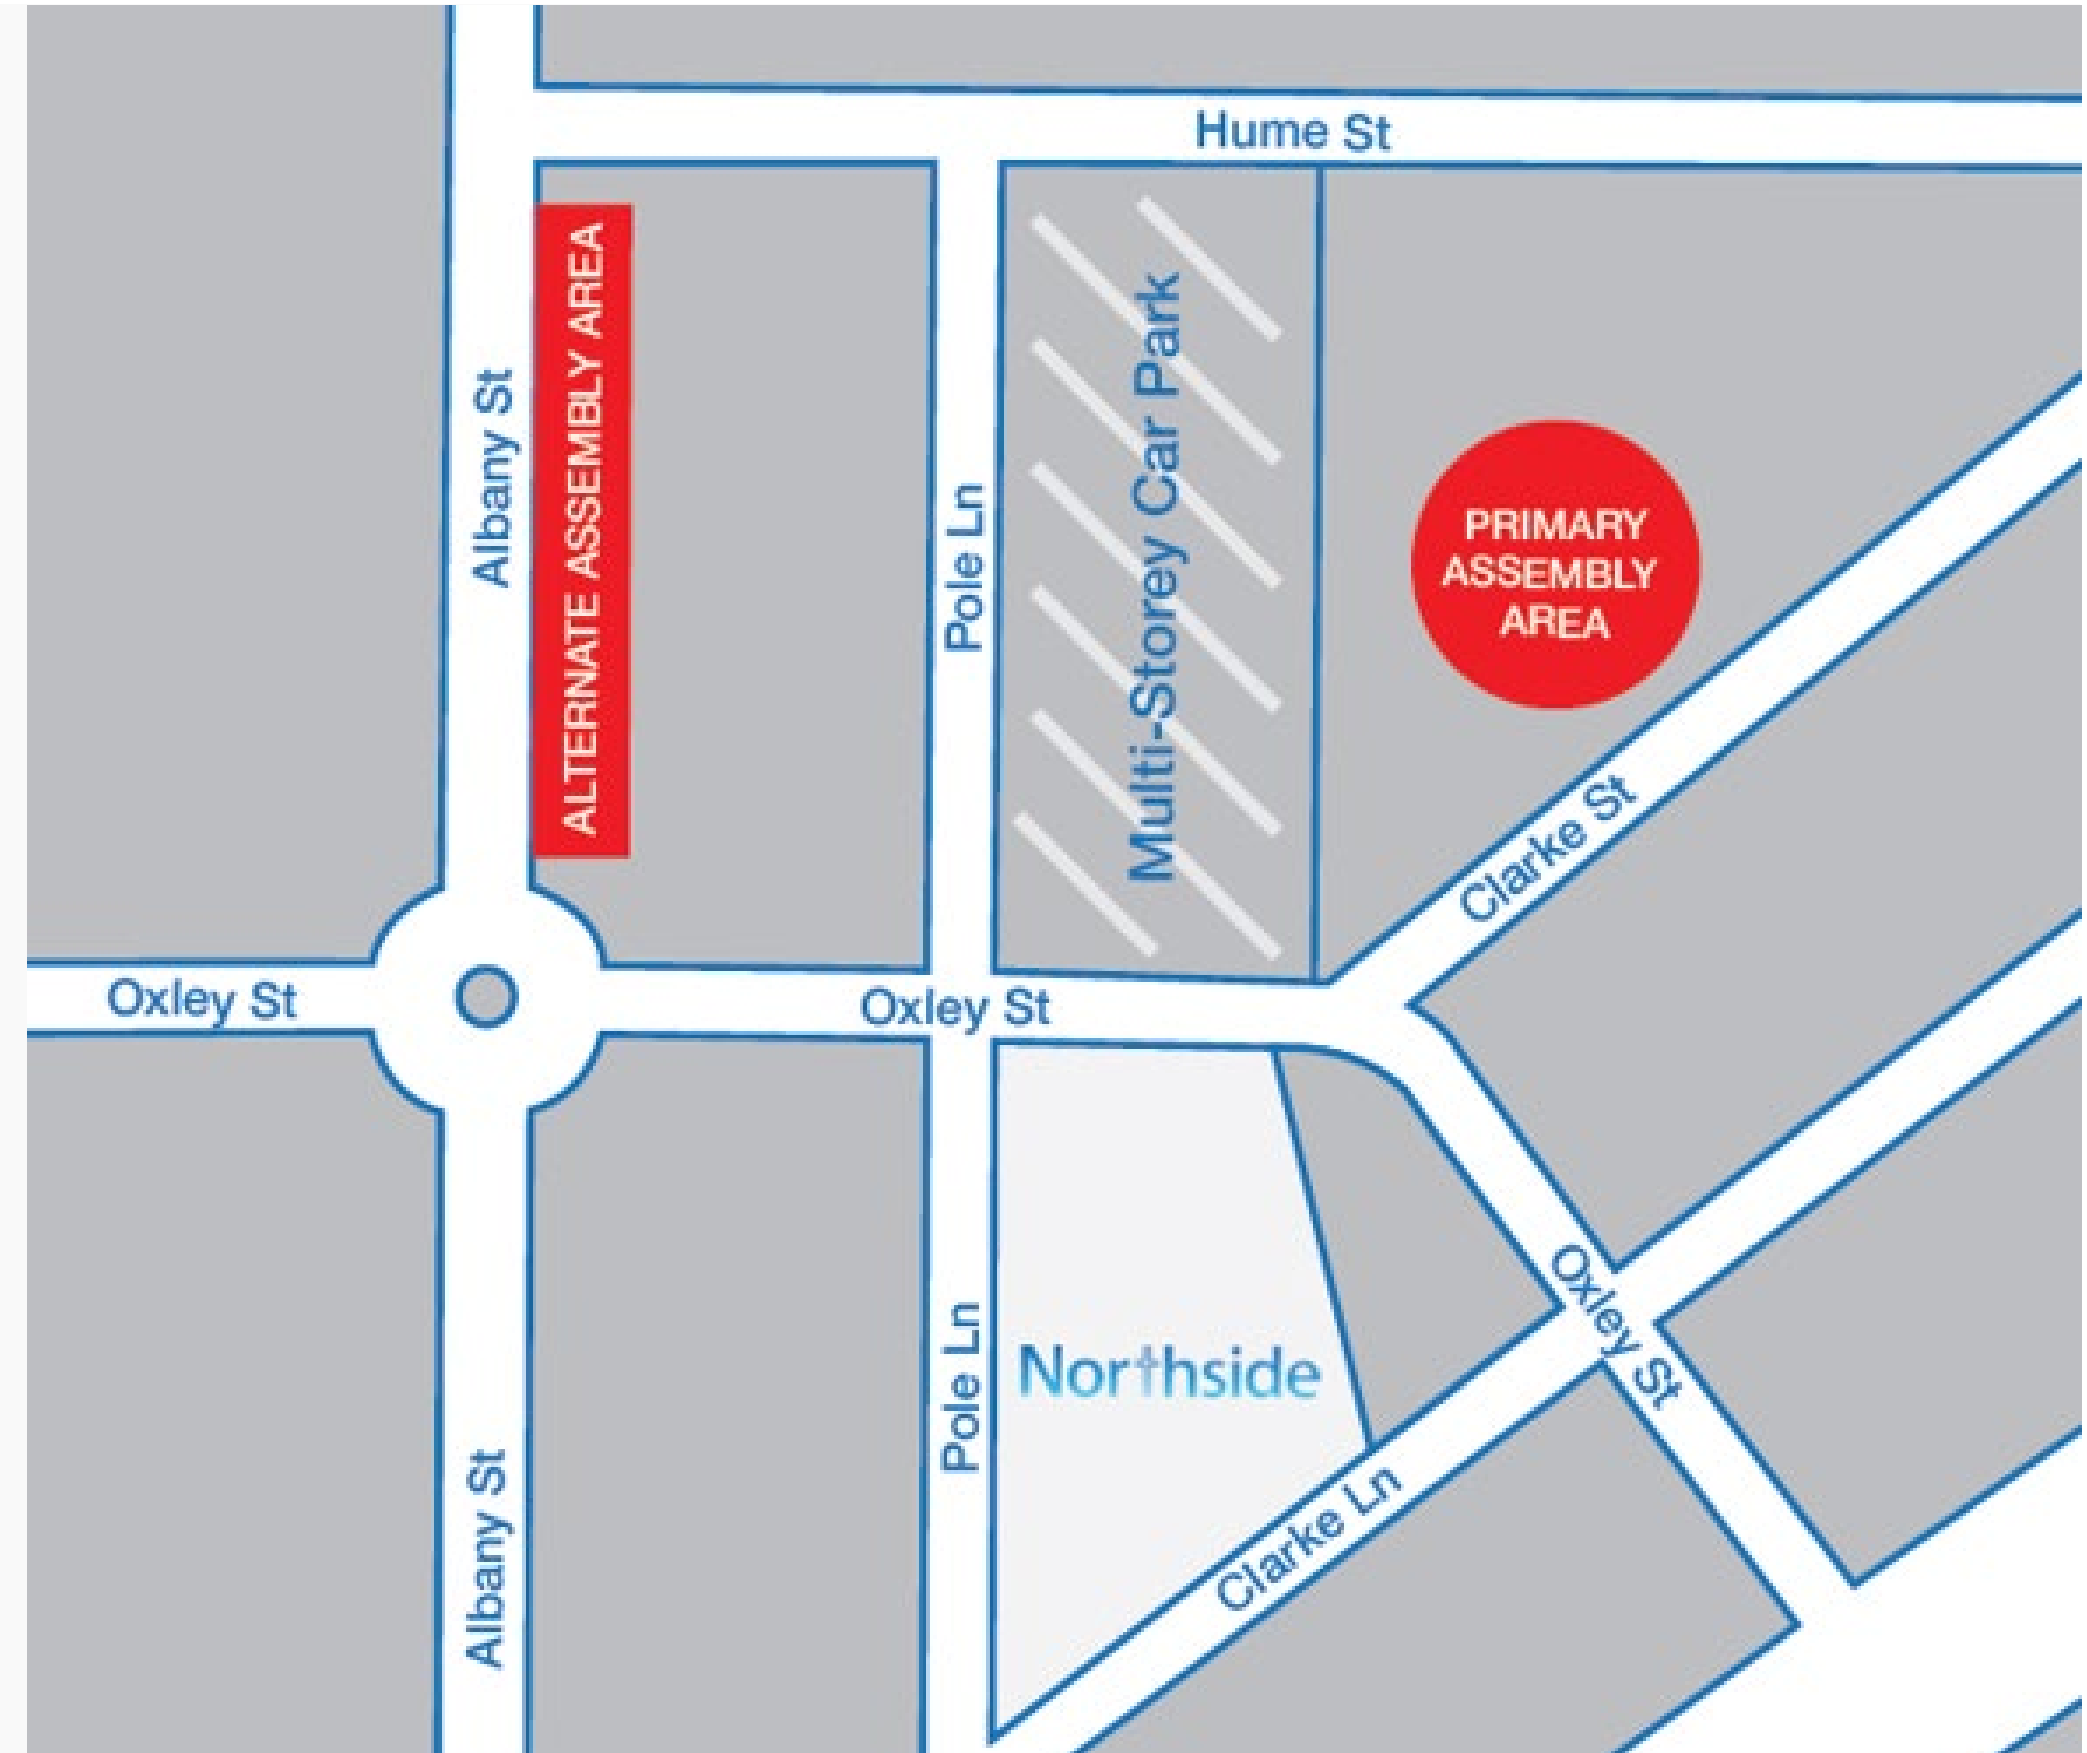 Hume St
ALTERNATE ASSEMBLY AREA
Albany St
Pole Ln
Multi-Storey Car Park
PRIMARY
ASSEMBLY
AREA
Clarke St
Oxley St
Oxley St
Oxley St
Northside
Pole Ln
Albany St
Clarke Ln